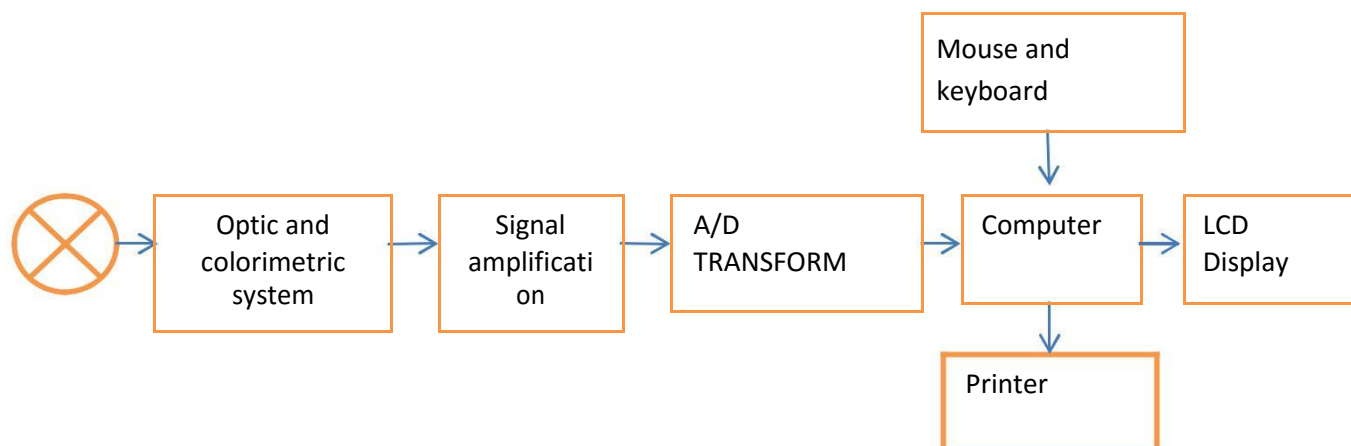 Mouse and
keyboard
Optic and
colorimetric
system
Signal
amplificati
on
A/D
TRANSFORM
Computer
LCD
Display
Printer